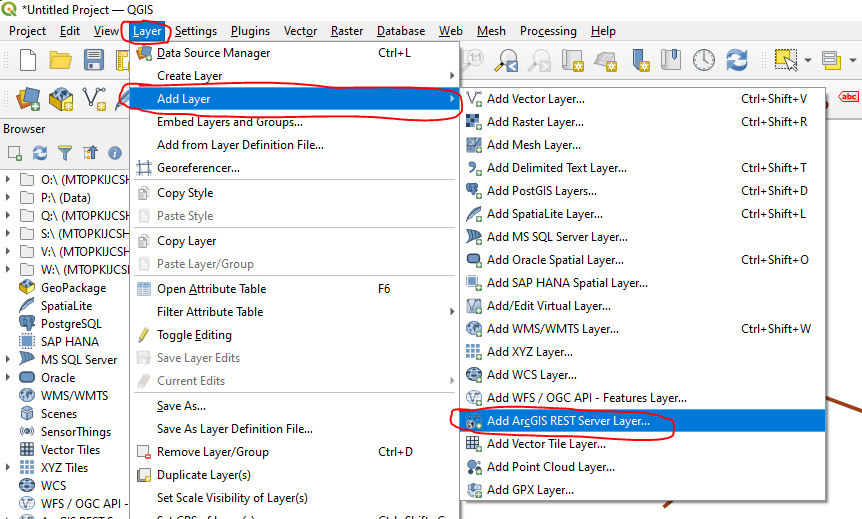 *Untitled Project — QGIS
Project Edit View Layer Settings Plugins Vector Raster Database Web Mesh Processing Help
Data Source Manager Ctrl+L
Create Layer
Add Layer
Embed Layers and Groups...
Add from Layer Definition File...
Georeferencer...
Copy Style
Paste Style
Copy Layer
Paste Layer/Group
Open Attribute Table F6
Filter Attribute Table
Toggle Editing
Save Layer Edits
Current Edits
Save As...
Save As Layer Definition File...
Remove Layer/Group Ctrl+D
Duplicate Layer(s)
Set Scale Visibility of Layer(s)
Set CRS of Layer(s) Ctrl+Shift+C
Add Vector Layer... Ctrl+Shift+V
Add Raster Layer... Ctrl+Shift+R
Add Mesh Layer...
Add Delimited Text Layer... Ctrl+Shift+T
Add PostGIS Layers... Ctrl+Shift+D
Add SpatiaLite Layer... Ctrl+Shift+L
Add MS SQL Server Layer...
Add Oracle Spatial Layer... Ctrl+Shift+O
Add SAP HANA Spatial Layer...
Add/Edit Virtual Layer...
Add WMS/WMTS Layer... Ctrl+Shift+W
Add XYZ Layer...
Add WCS Layer...
Add WFS / OGC API - Features Layer...
Add ArcGIS REST Server Layer...
Add Vector Tile Layer...
Add Point Cloud Layer...
Add GPX Layer...
1:1
abc
Browser
O:\ (MTOPKIJCSH
P:\ (Data)
Q:\ (MTOPKIJCSH
S:\ (MTOPKIJCSH
V:\ (MTOPKIJCSH
W:\ (MTOPKIJCSH
GeoPackage
SpatiaLite
PostgreSQL
SAP HANA
MS SQL Server
Oracle
WMS/WMTS
Scenes
SensorThings
Vector Tiles
XYZ Tiles
WCS
WFS / OGC API -